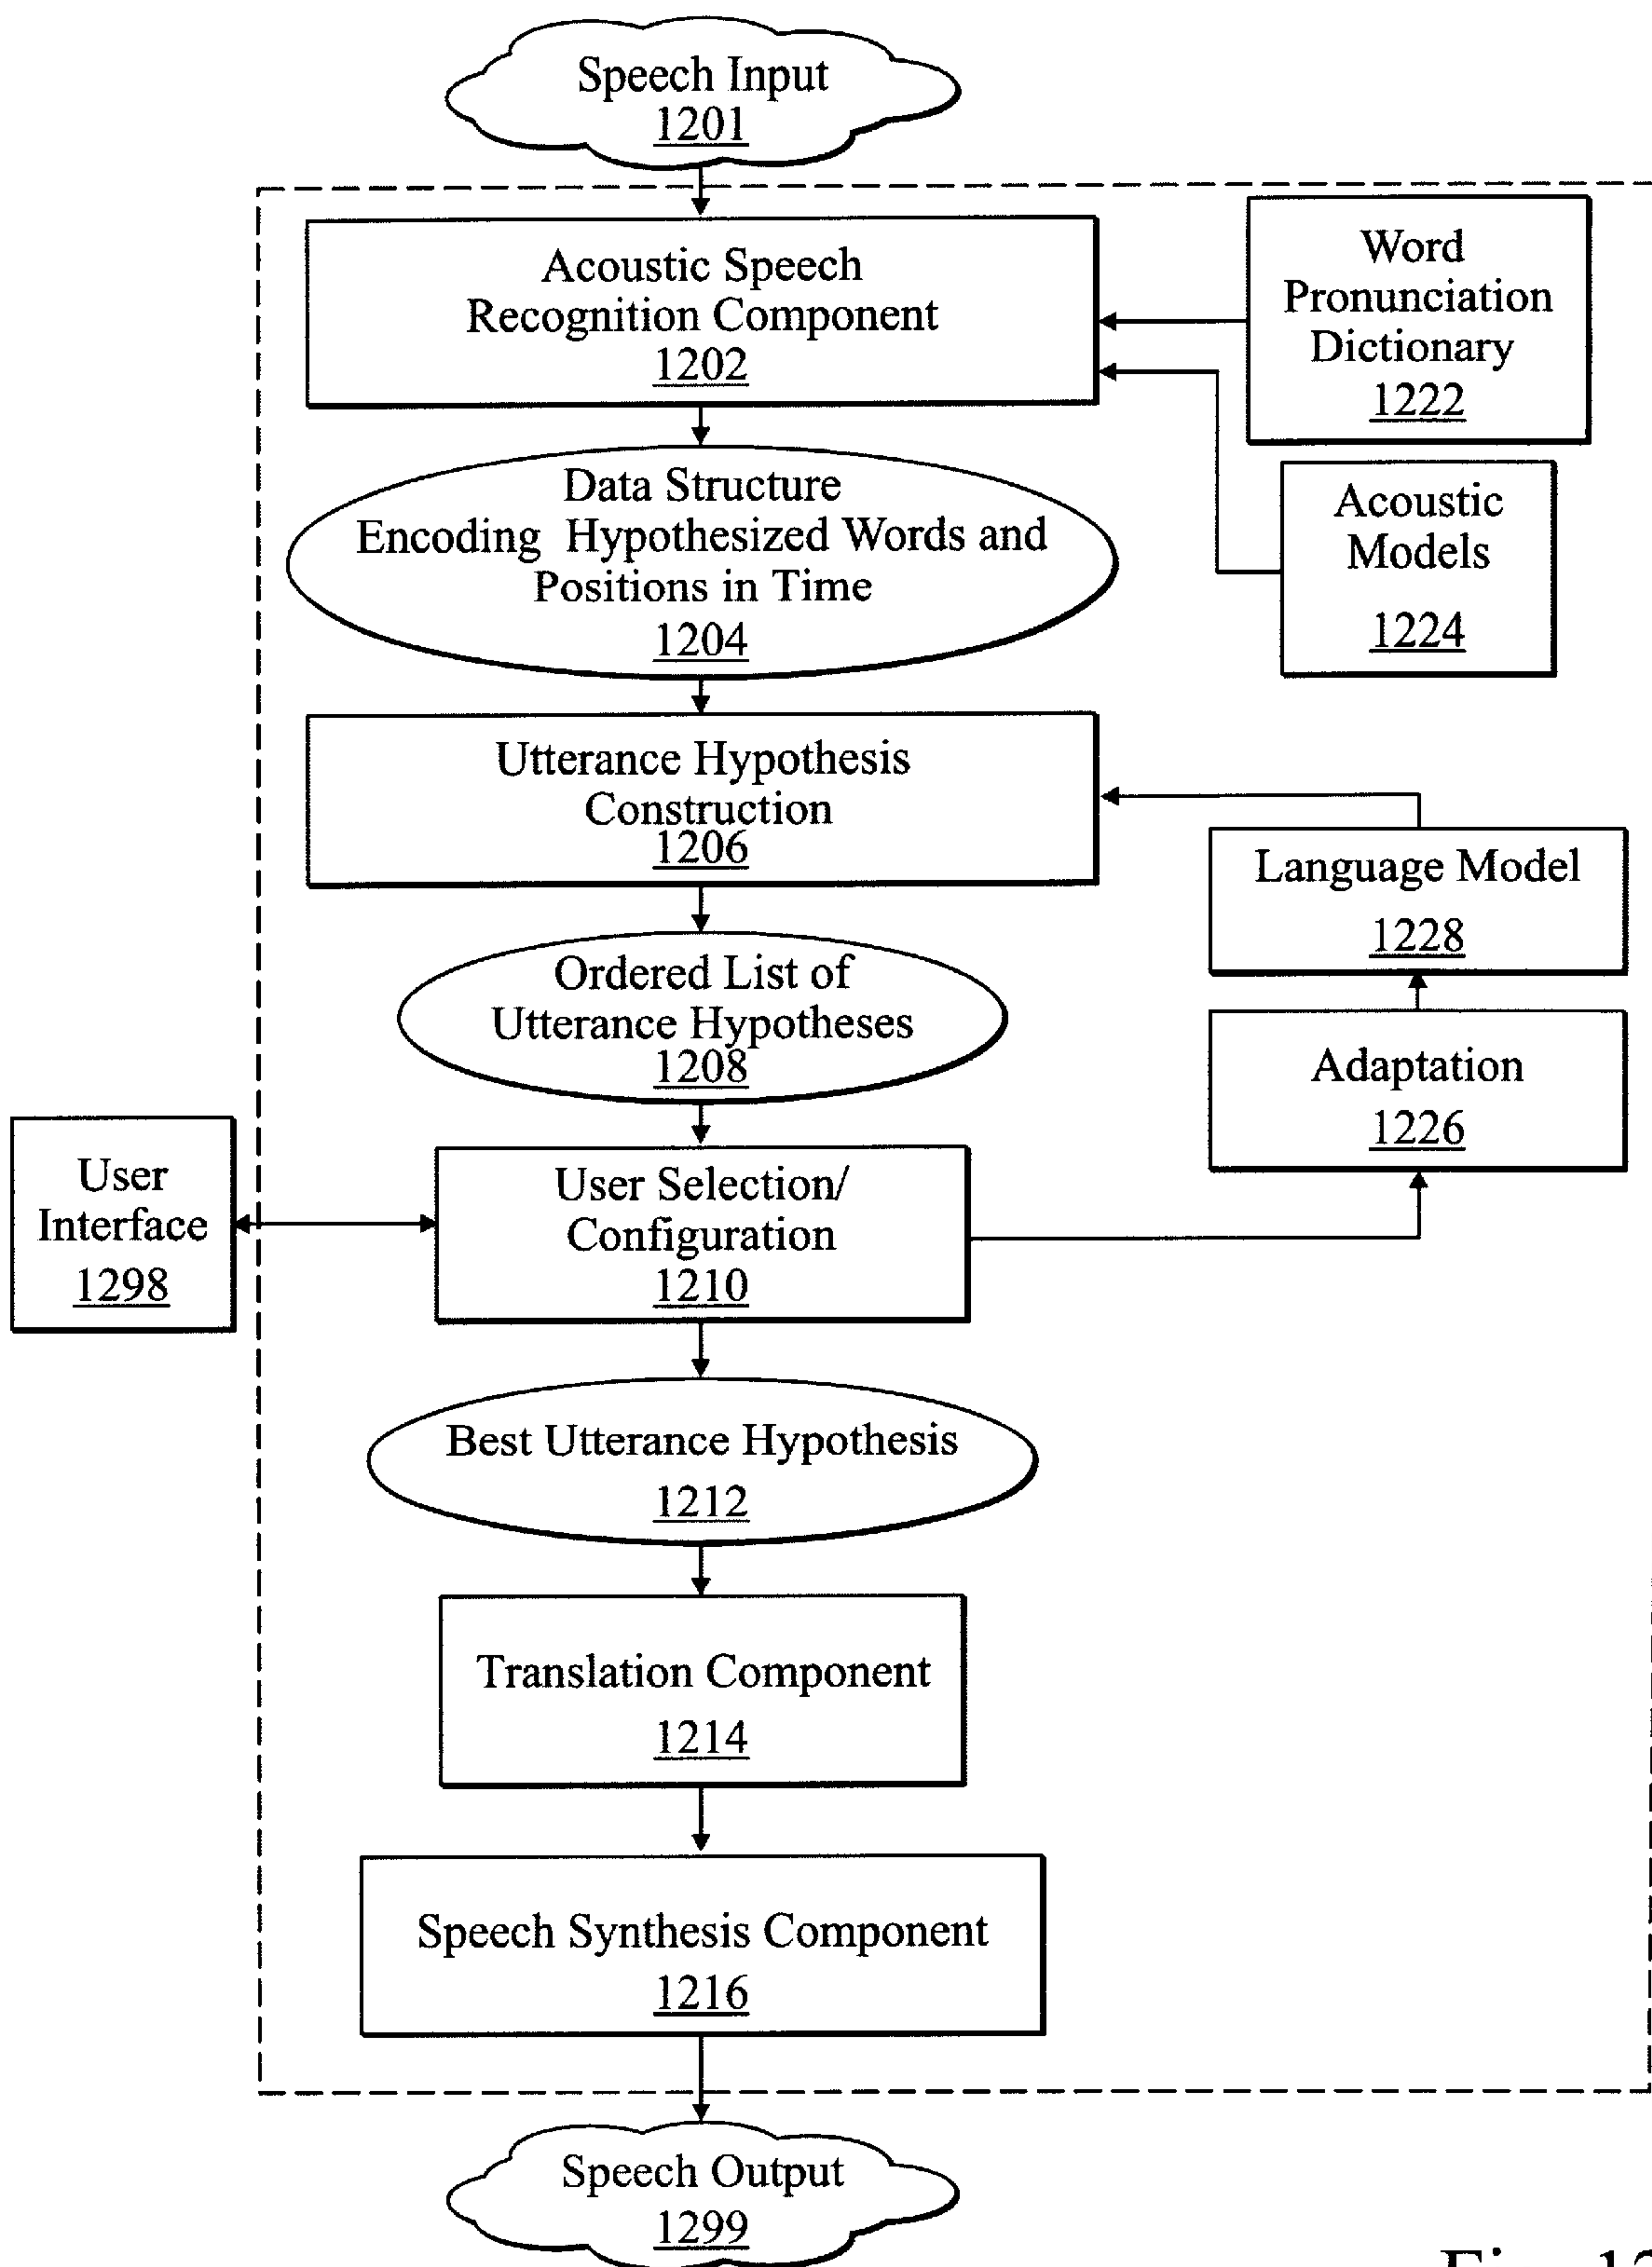 Speech Input
1201
Acoustic Speech
Recognition Component
1202
Word
Pronunciation
Dictionary
1222
Data Structure
Encoding Hypothesized Words and
Positions in Time
1204
Acoustic
Models
1224
Utterance Hypothesis
Construction
1206
Language Model
1228
Ordered List of
Utterance Hypotheses
1208
Adaptation
1226
User
Interface
1298
User Selection/
Configuration
1210
Best Utterance Hypothesis
1212
Translation Component
1214
Speech Synthesis Component
1216
Speech Output
1299